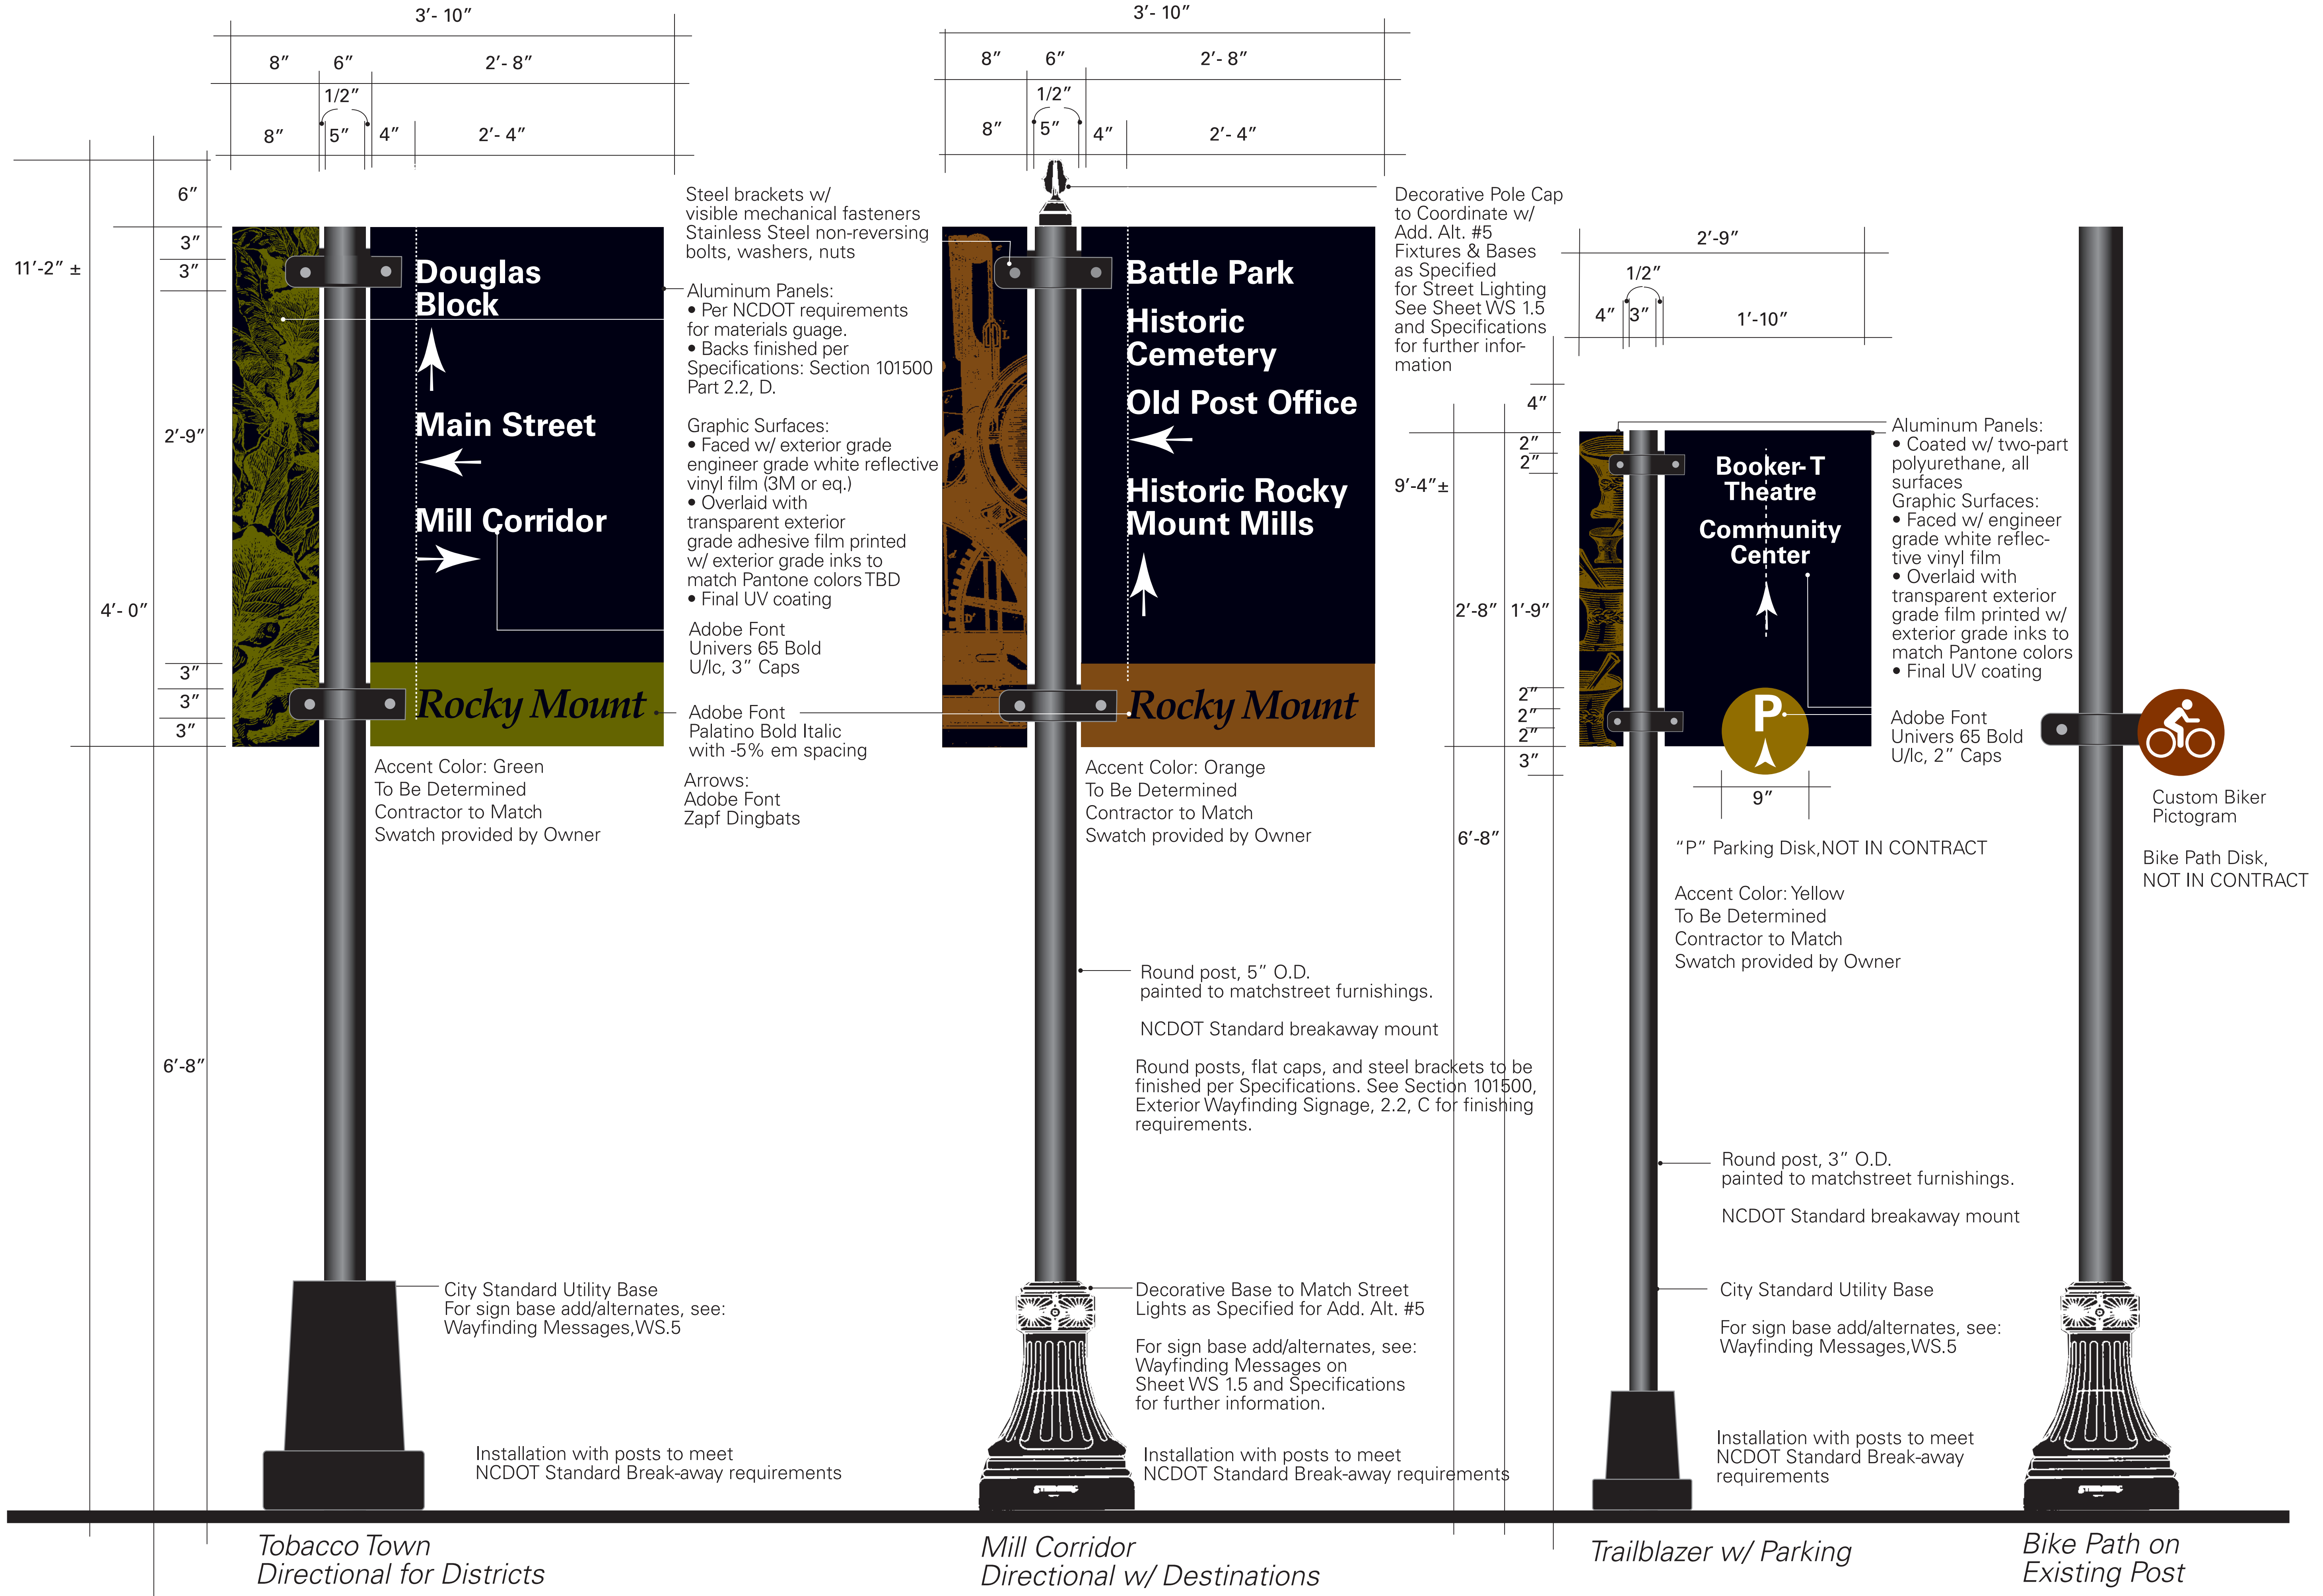 3’- 10”
8” 6” 2’- 8”
1/2”
8” 5” 4” 2’- 4”
6”
3”
3”
11’-2” ±
2’-9”
4’- 0”
3”
3”
3”
6’-8”
Douglas
Block
Main Street
Mill Corridor
Rocky Mount
Accent Color: Green
To Be Determined
Contractor to Match
Swatch provided by Owner
Steel brackets w/
visible mechanical fasteners
Stainless Steel non-reversing
bolts, washers, nuts
Aluminum Panels:
• Per NCDOT requirements
for materials guage.
• Backs finished per
Specifications: Section 101500
Part 2.2, D.
Graphic Surfaces:
• Faced w/ exterior grade
engineer grade white reflective
vinyl film (3M or eq.)
• Overlaid with
transparent exterior
grade adhesive film printed
w/ exterior grade inks to
match Pantone colors TBD
• Final UV coating
Adobe Font
Univers 65 Bold
U/lc, 3” Caps
Adobe Font
Palatino Bold Italic
with -5% em spacing
Arrows:
Adobe Font
Zapf Dingbats
City Standard Utility Base
For sign base add/alternates, see:
Wayfinding Messages,WS.5
Installation with posts to meet
NCDOT Standard Break-away requirements
Tobacco Town
Directional for Districts
3’- 10”
8” 6” 2’- 8”
1/2”
8” 5” 4” 2’- 4”
Battle Park
Historic
Cemetery
Old Post Office
Historic Rocky
Mount Mills
Rocky Mount
Accent Color: Orange
To Be Determined
Contractor to Match
Swatch provided by Owner
Decorative Pole Cap
to Coordinate w/
Add. Alt. #5
Fixtures & Bases
as Specified
for Street Lighting
See Sheet WS 1.5
and Specifications
for further infor-
mation
Round post, 5” O.D.
painted to matchstreet furnishings.
NCDOT Standard breakaway mount
Round posts, flat caps, and steel brackets to be
finished per Specifications. See Section 101500,
Exterior Wayfinding Signage, 2.2, C for finishing
requirements.
Decorative Base to Match Street
Lights as Specified for Add. Alt. #5
For sign base add/alternates, see:
Wayfinding Messages on
Sheet WS 1.5 and Specifications
for further information.
Installation with posts to meet
NCDOT Standard Break-away requirements
Mill Corridor
Directional w/ Destinations
2’-9”
1/2”
4” 3” 1’-10”
4”
2”
2”
9’-4”±
2’-8” 1’-9”
2”
2”
2”
3”
6’-8”
Booker-T
Theatre
Community
Center
P
9”
“P” Parking Disk,NOT IN CONTRACT
Accent Color: Yellow
To Be Determined
Contractor to Match
Swatch provided by Owner
Aluminum Panels:
• Coated w/ two-part
polyurethane, all
surfaces
Graphic Surfaces:
• Faced w/ engineer
grade white reflec-
tive vinyl film
• Overlaid with
transparent exterior
grade film printed w/
exterior grade inks to
match Pantone colors
• Final UV coating
Adobe Font
Univers 65 Bold
U/lc, 2” Caps
Round post, 3” O.D.
painted to matchstreet furnishings.
NCDOT Standard breakaway mount
City Standard Utility Base
For sign base add/alternates, see:
Wayfinding Messages,WS.5
Installation with posts to meet
NCDOT Standard Break-away
requirements
Trailblazer w/ Parking
Custom Biker
Pictogram
Bike Path Disk,
NOT IN CONTRACT
Bike Path on
Existing Post